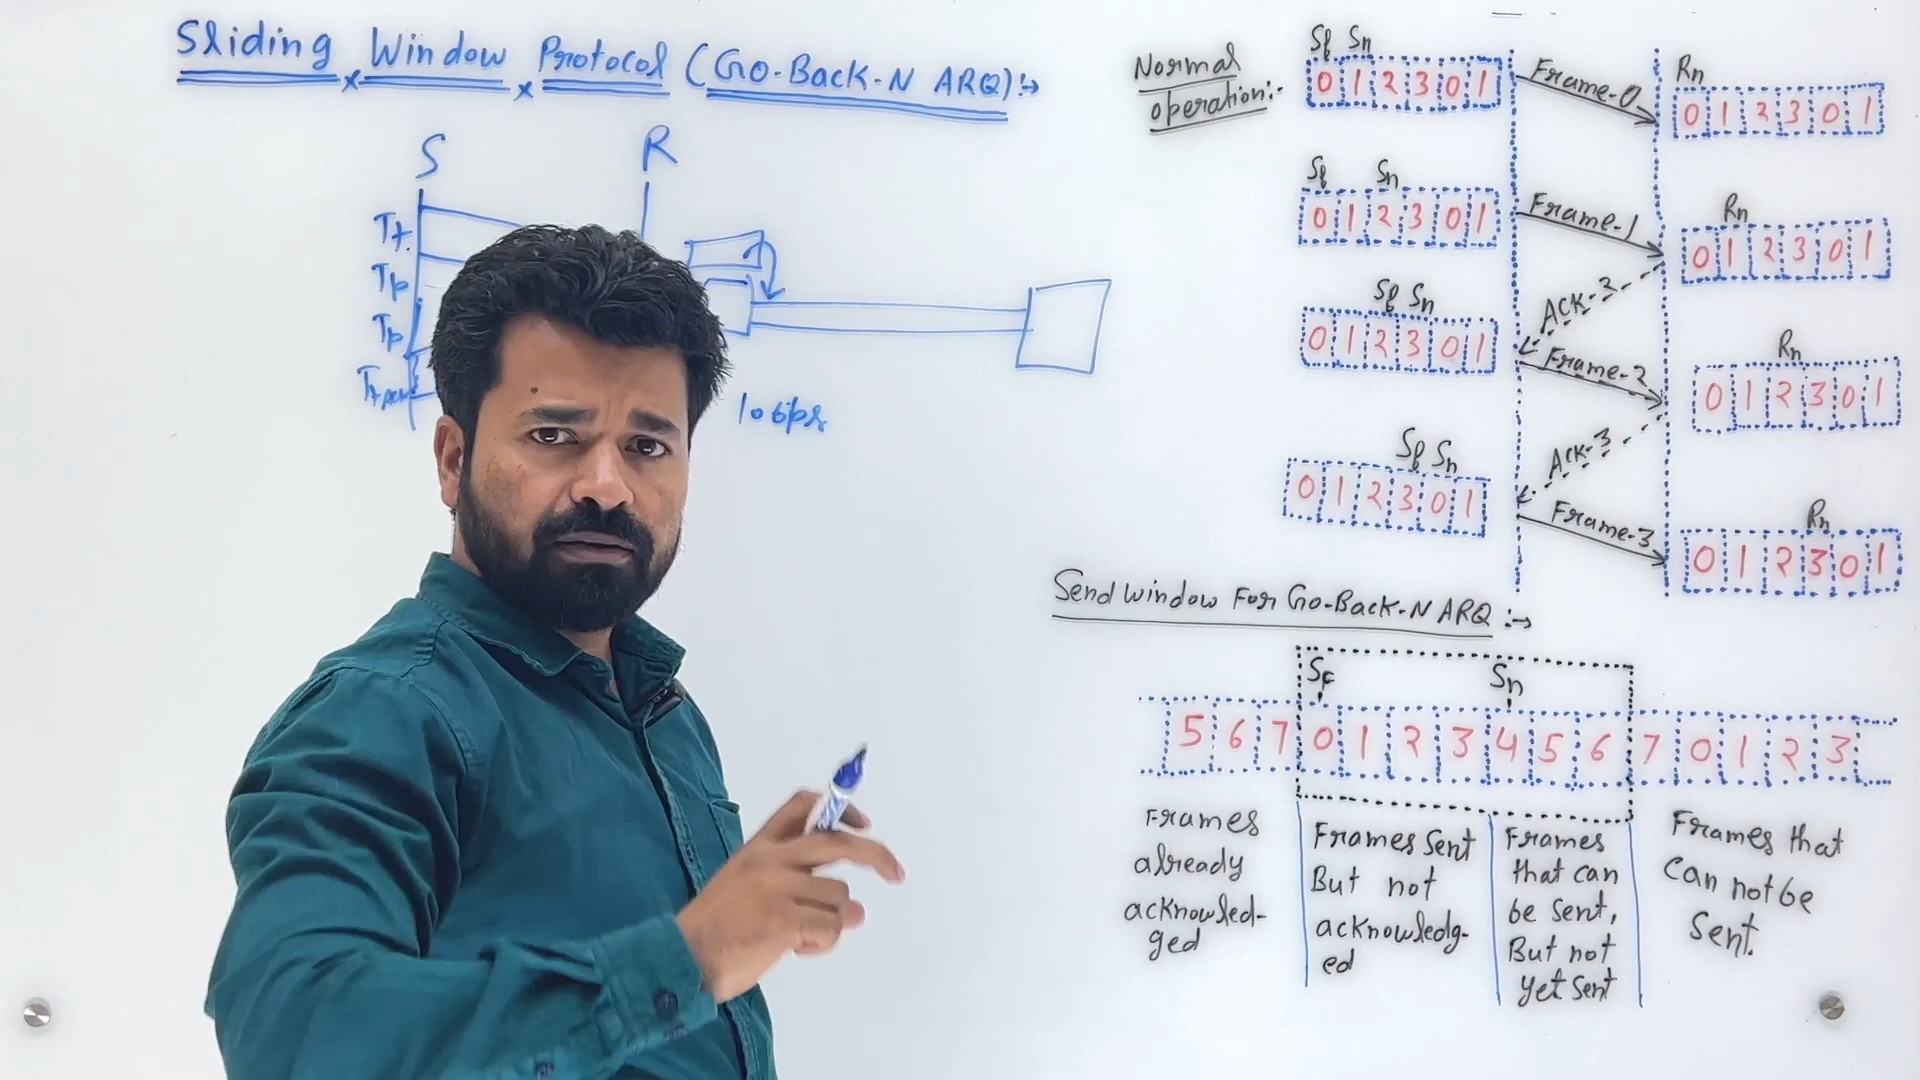 Sliding Window Protocol (Go-Back-N ARQ):→
S R
Tt.
Tp
Tp
10 6ps
Normal
operation:-
Sf Sn
0 1 2 3 0 1
Frame-0
Rn
0 1 2 3 0 1
Sf Sn
0 1 2 3 0 1
Frame-1
Rn
0 1 2 3 0 1
ACK-2
Sf Sn
0 1 2 3 0 1
Frame-2
Rn
0 1 2 3 0 1
ACK-3
Sf Sn
0 1 2 3 0 1
Frame-3
Rn
0 1 2 3 0 1
Send window For Go-Back-N ARQ :→
Sf Sn
5 6 7 0 1 2 3 4 5 6 7 0 1 2 3
Frames
already
acknowled-
ged
Frames Sent
But not
acknowledg-
ed
Frames
that can
be sent,
But not
yet sent
Frames that
Can not be
Sent.